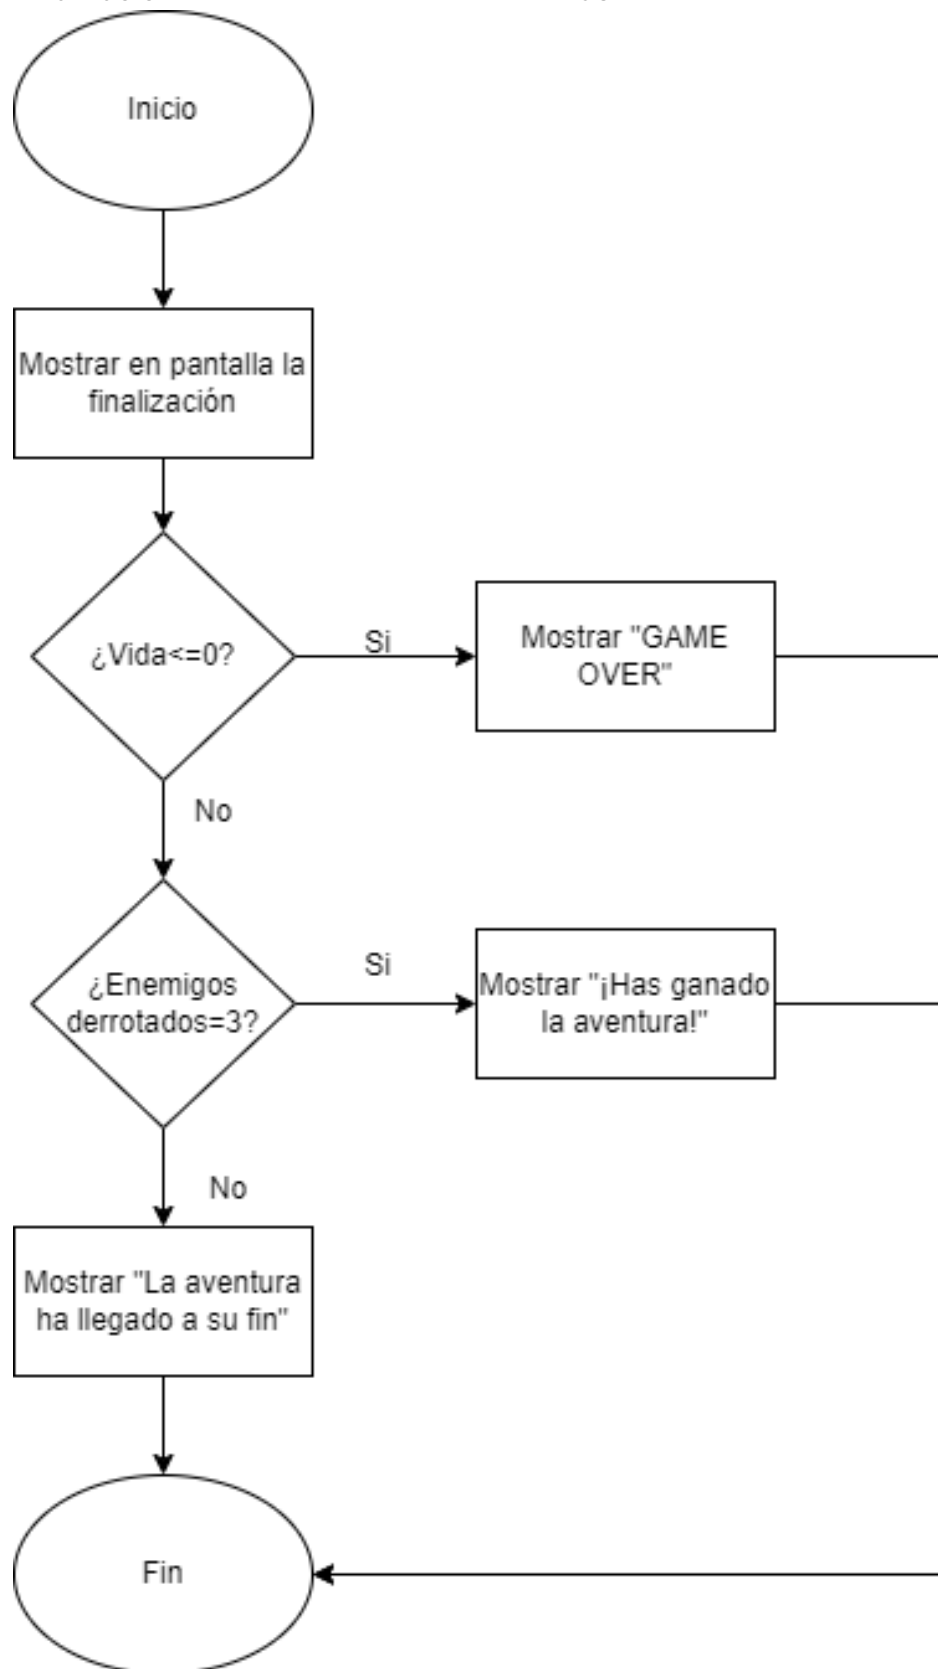 Inicio
Mostrar en pantalla la
finalización
¿Vida<=0?
Si
Mostrar "GAME
OVER"
No
¿Enemigos
derrotados=3?
Si
Mostrar "¡Has ganado
la aventura!"
No
Mostrar "La aventura
ha llegado a su fin"
Fin